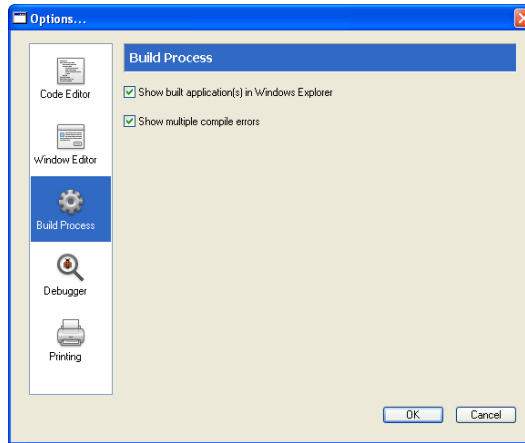 Options...
Build Process
Code Editor
Show built application(s) in Windows Explorer
Show multiple compile errors
Window Editor
Build Process
Debugger
Printing
OK
Cancel